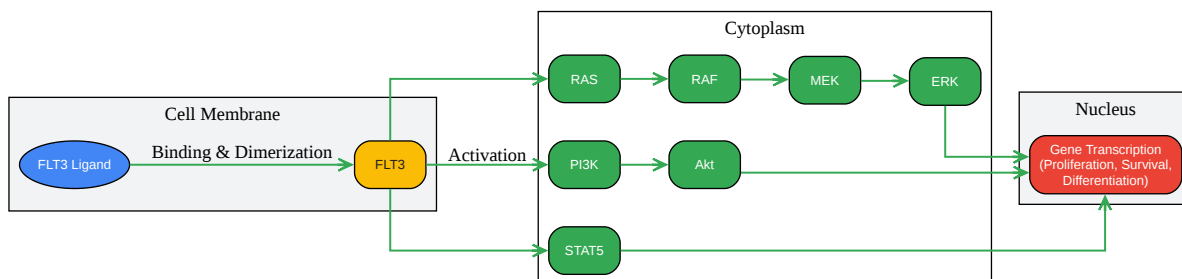 Cytoplasm
RAS
RAF
MEK
ERK
Cell Membrane
Nucleus
FLT3 Ligand
Binding & Dimerization
FLT3
Activation
PI3K
Akt
Gene Transcription
(Proliferation, Survival,
Differentiation)
STAT5